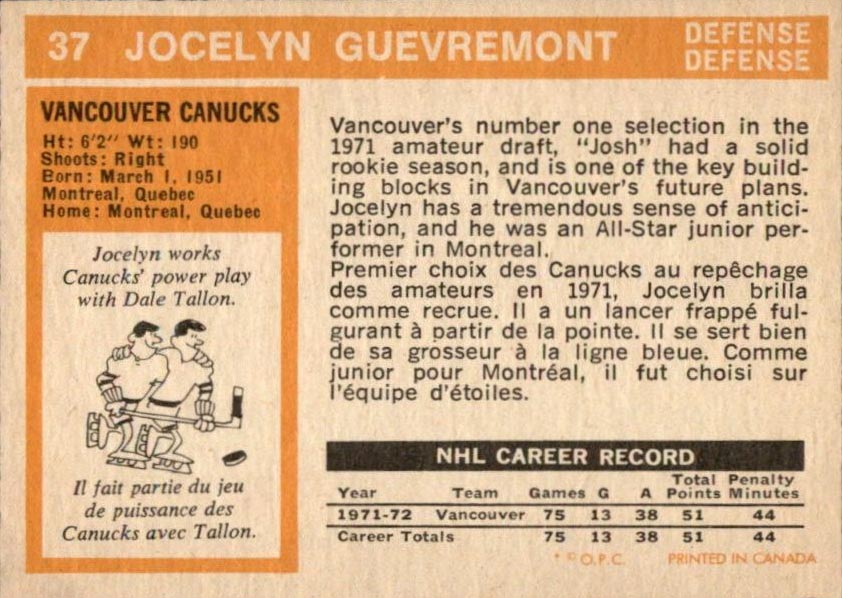 37 JOCELYN GUEVREMONT
DEFENSE
DEFENSE
VANCOUVER CANUCKS
Ht: 6'2" Wt: 190
Shoots: Right
Born: March 1, 1951
Montreal, Quebec
Home: Montreal, Quebec
Jocelyn works
Canucks' power play
with Dale Tallon.
Il fait partie du jeu
de puissance des
Canucks avec Tallon.
Vancouver's number one selection in the
1971 amateur draft, "Josh" had a solid
rookie season, and is one of the key build-
ing blocks in Vancouver's future plans.
Jocelyn has a tremendous sense of antici-
pation, and he was an All-Star junior per-
former in Montreal.
Premier choix des Canucks au repêchage
des amateurs en 1971, Jocelyn brilla
comme recrue. Il a un lancer frappé ful-
gurant à partir de la pointe. Il se sert bien
de sa grosseur à la ligne bleue. Comme
junior pour Montréal, il fut choisi sur
l'équipe d'étoiles.
NHL CAREER RECORD
Year Team Games G A Total Points Penalty Minutes
1971-72 Vancouver 75 13 38 51 44
Career Totals 75 13 38 51 44
* © O.P.C. PRINTED IN CANADA